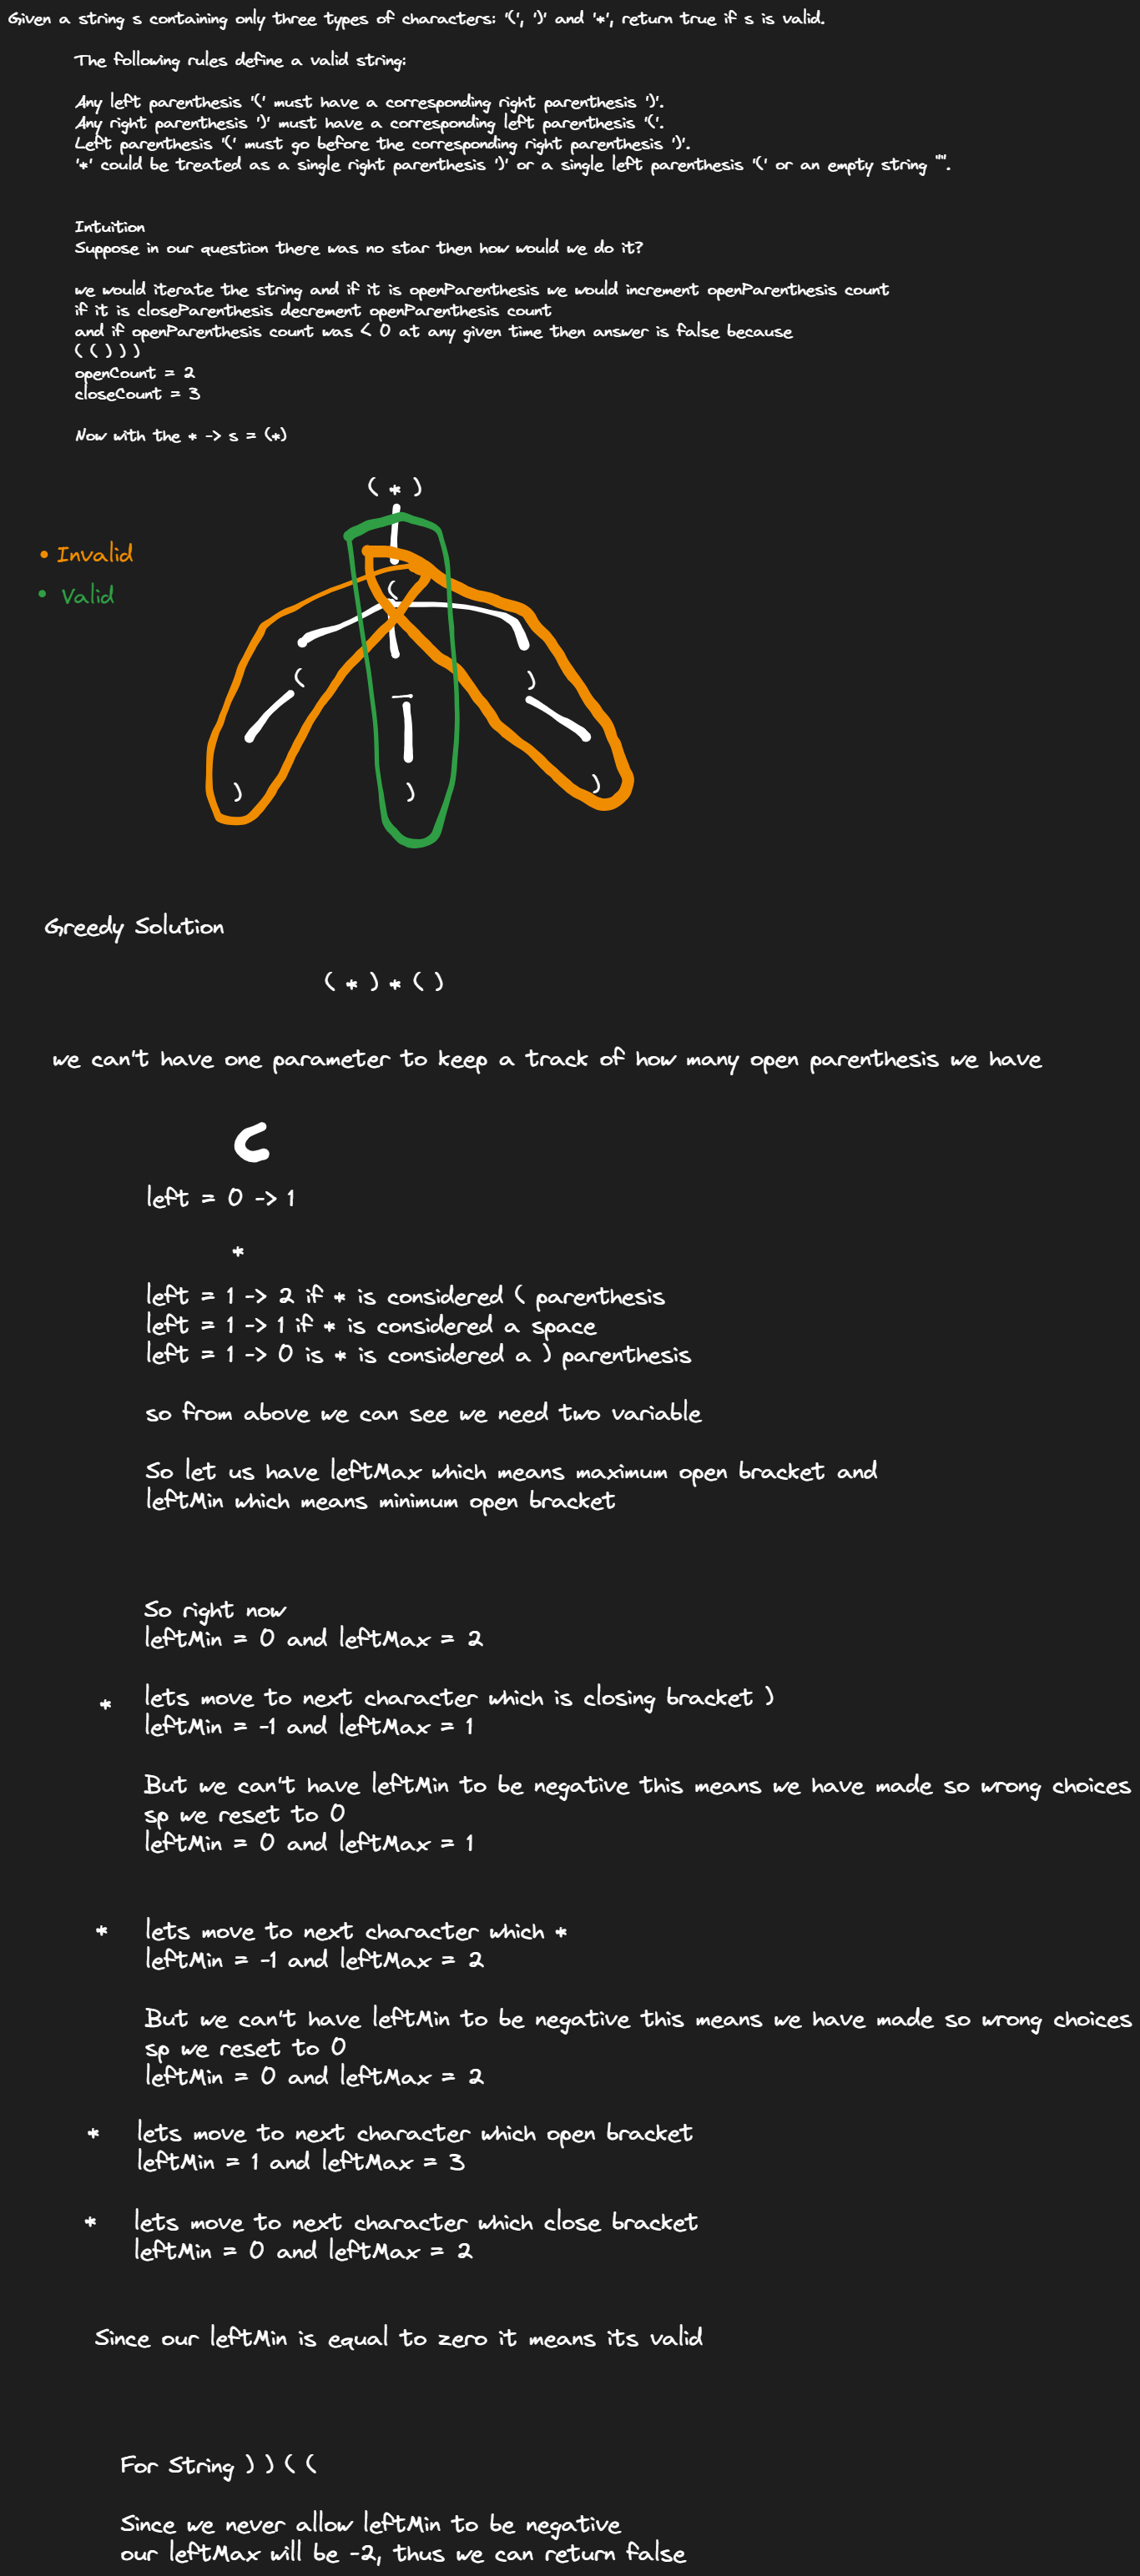 Given a string s containing only three types of characters: '(', ')' and '*', return true if s is valid.
The following rules define a valid string:
Any left parenthesis '(' must have a corresponding right parenthesis ')'.
Any right parenthesis ')' must have a corresponding left parenthesis '('.
Left parenthesis '(' must go before the corresponding right parenthesis ')'.
'*' could be treated as a single right parenthesis ')' or a single left parenthesis '(' or an empty string "".
Intuition
Suppose in our question there was no star then how would we do it?
we would iterate the string and if it is openParenthesis we would increment openParenthesis count
if it is closeParenthesis decrement openParenthesis count
and if openParenthesis count was < 0 at any given time then answer is false because
( ( ) ) )
openCount = 2
closeCount = 3
Now with the * -> s = (*)
( * )
• Invalid
• Valid
(
( )
_
) ) )
Greedy Solution
( * ) * ( )
we can't have one parameter to keep a track of how many open parenthesis we have
(
left = 0 -> 1
*
left = 1 -> 2 if * is considered ( parenthesis
left = 1 -> 1 if * is considered a space
left = 1 -> 0 is * is considered a ) parenthesis
so from above we can see we need two variable
So let us have leftMax which means maximum open bracket and
leftMin which means minimum open bracket
So right now
leftMin = 0 and leftMax = 2
* lets move to next character which is closing bracket )
leftMin = -1 and leftMax = 1
But we can't have leftMin to be negative this means we have made so wrong choices
sp we reset to 0
leftMin = 0 and leftMax = 1
* lets move to next character which *
leftMin = -1 and leftMax = 2
But we can't have leftMin to be negative this means we have made so wrong choices
sp we reset to 0
leftMin = 0 and leftMax = 2
* lets move to next character which open bracket
leftMin = 1 and leftMax = 3
* lets move to next character which close bracket
leftMin = 0 and leftMax = 2
Since our leftMin is equal to zero it means its valid
For String ) ) ( (
Since we never allow leftMin to be negative
our leftMax will be -2, thus we can return false